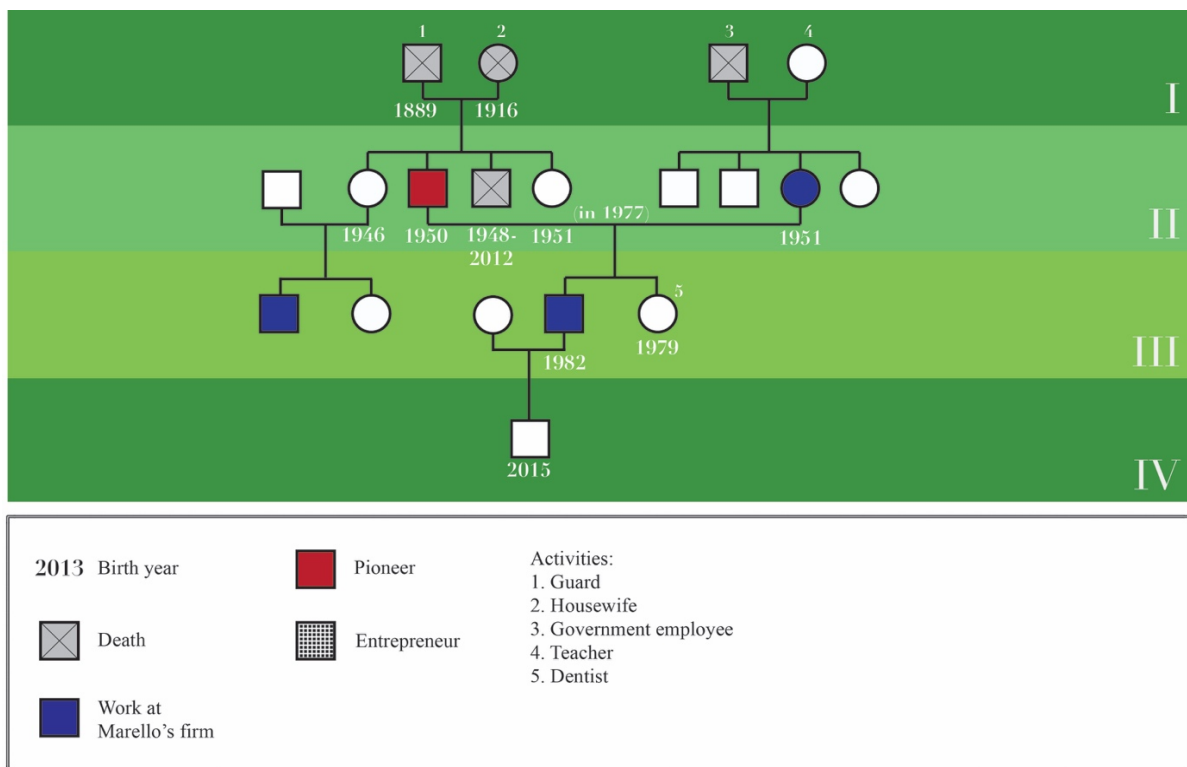 1 2 3 4
1889 1916
I
(in 1977)
1946 1950 1948- 1951 1951
2012
II
5
1982 1979
III
2015
IV
2013 Birth year
Death
Work at
Marello's firm
Pioneer
Entrepreneur
Activities:
1. Guard
2. Housewife
3. Government employee
4. Teacher
5. Dentist